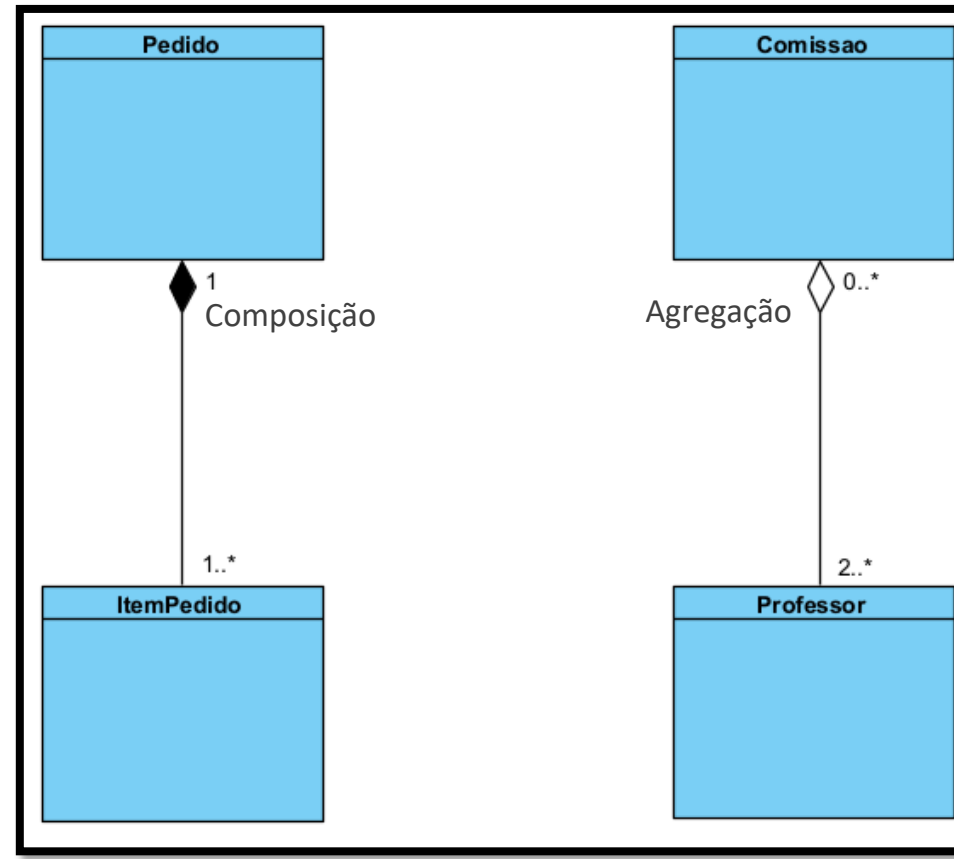 Pedido
1
Composição
1..*
ItemPedido
Comissao
0..*
Agregação
2..*
Professor